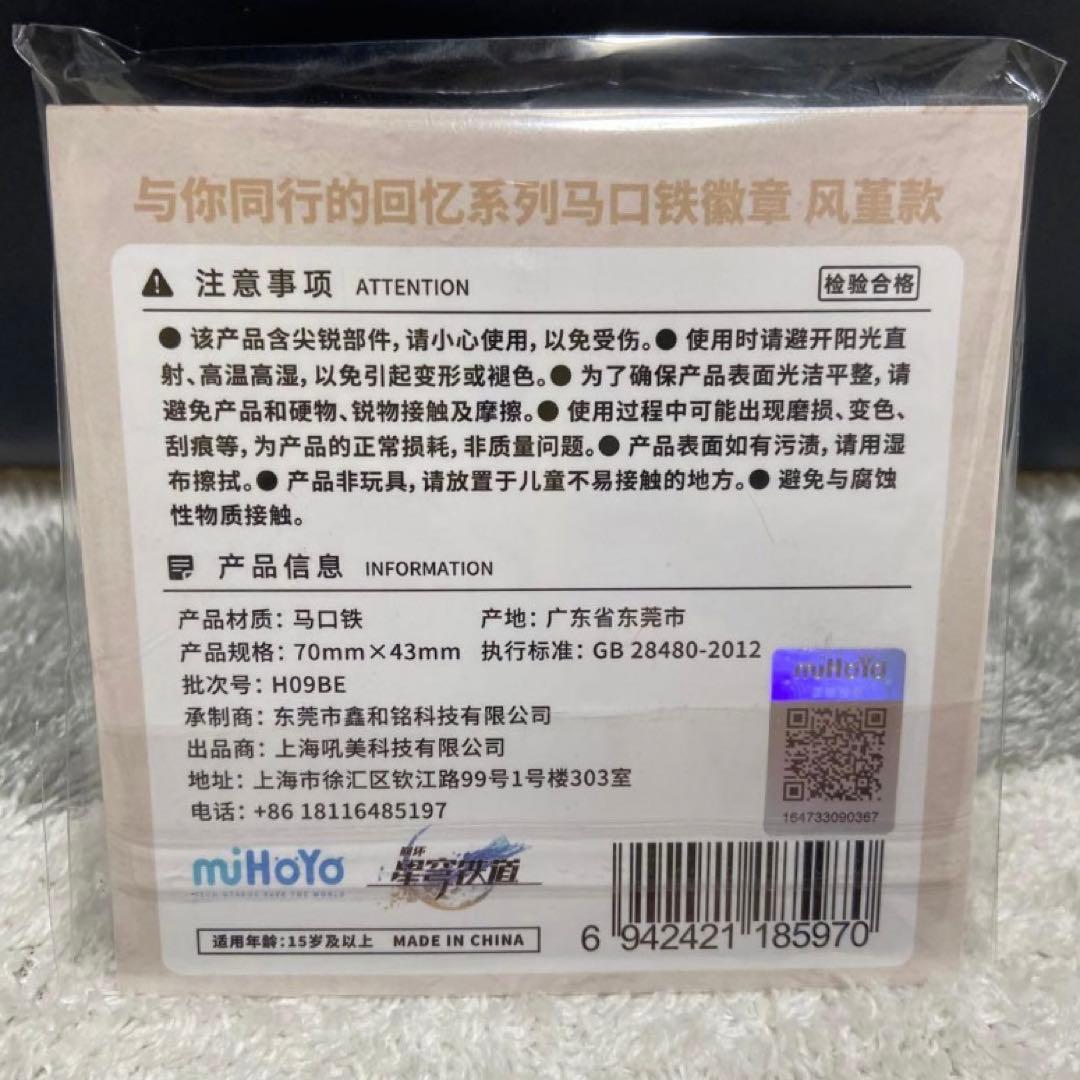 与你同行的回忆系列马口铁徽章 风堇款
注意事项 ATTENTION 检验合格
● 该产品含尖锐部件,请小心使用,以免受伤。● 使用时请避开阳光直
射、高温高湿,以免引起变形或褪色。● 为了确保产品表面光洁平整,请
避免产品和硬物、锐物接触及摩擦。● 使用过程中可能出现磨损、变色、
刮痕等,为产品的正常损耗,非质量问题。● 产品表面如有污渍,请用湿
布擦拭。● 产品非玩具,请放置于儿童不易接触的地方。● 避免与腐蚀
性物质接触。
产品信息 INFORMATION
产品材质: 马口铁 产地: 广东省东莞市
产品规格: 70mm×43mm 执行标准: GB 28480-2012
批次号: H09BE
承制商: 东莞市鑫和铭科技有限公司
出品商: 上海吼美科技有限公司
地址: 上海市徐汇区钦江路99号1号楼303室
电话: +86 18116485197
miHoYo
164733090367
miHoYo
TECH OTAKUS SAVE THE WORLD
崩坏
星穹铁道
适用年龄:15岁及以上 MADE IN CHINA
6 942421 185970